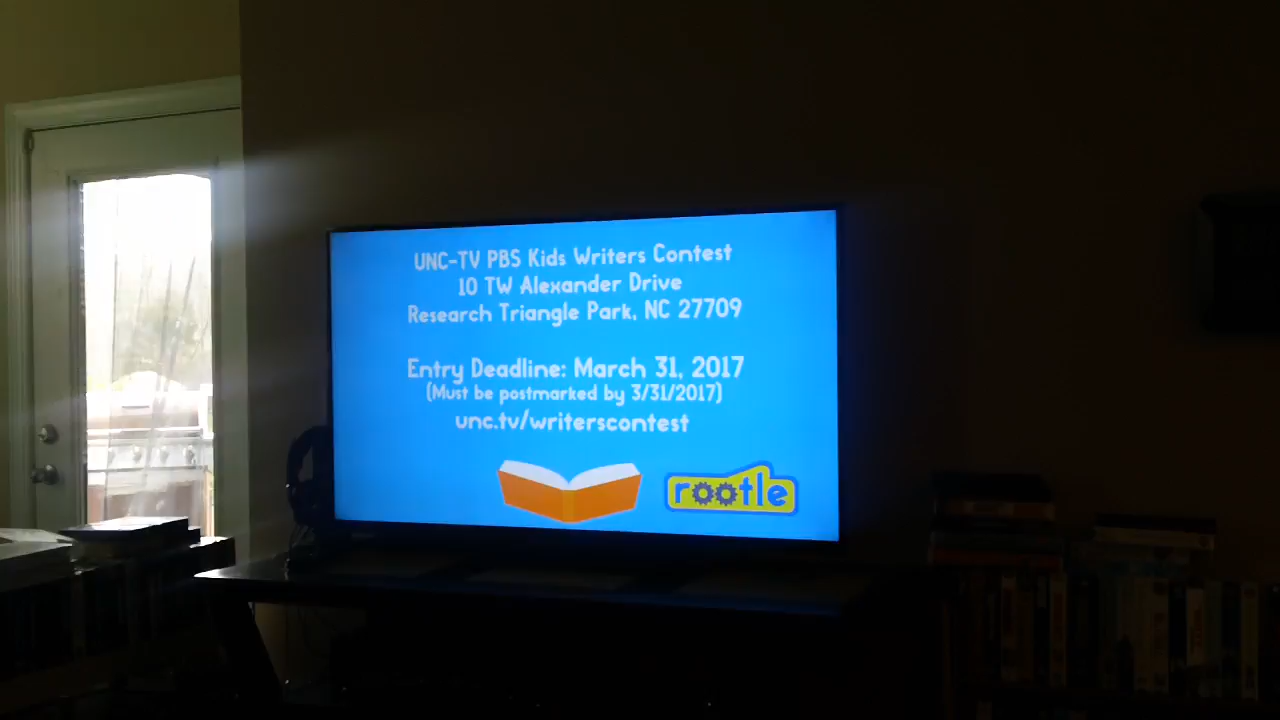 UNC-TV PBS Kids Writers Contest
10 TW Alexander Drive
Research Triangle Park, NC 27709
Entry Deadline: March 31, 2017
(Must be postmarked by 3/31/2017)
unc.tv/writerscontest
rootle